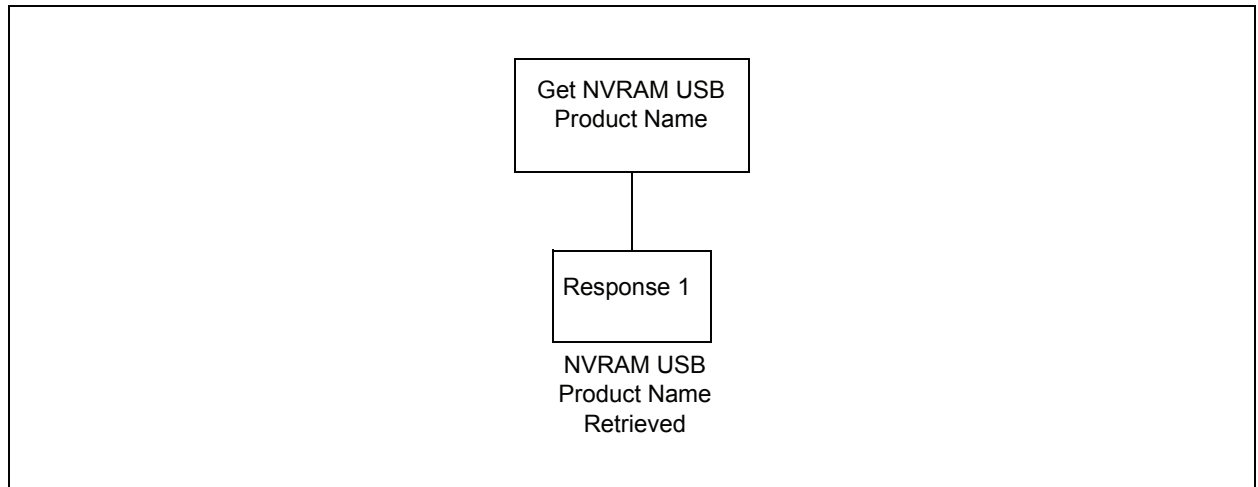 Get NVRAM USB
Product Name
Response 1
NVRAM USB
Product Name
Retrieved